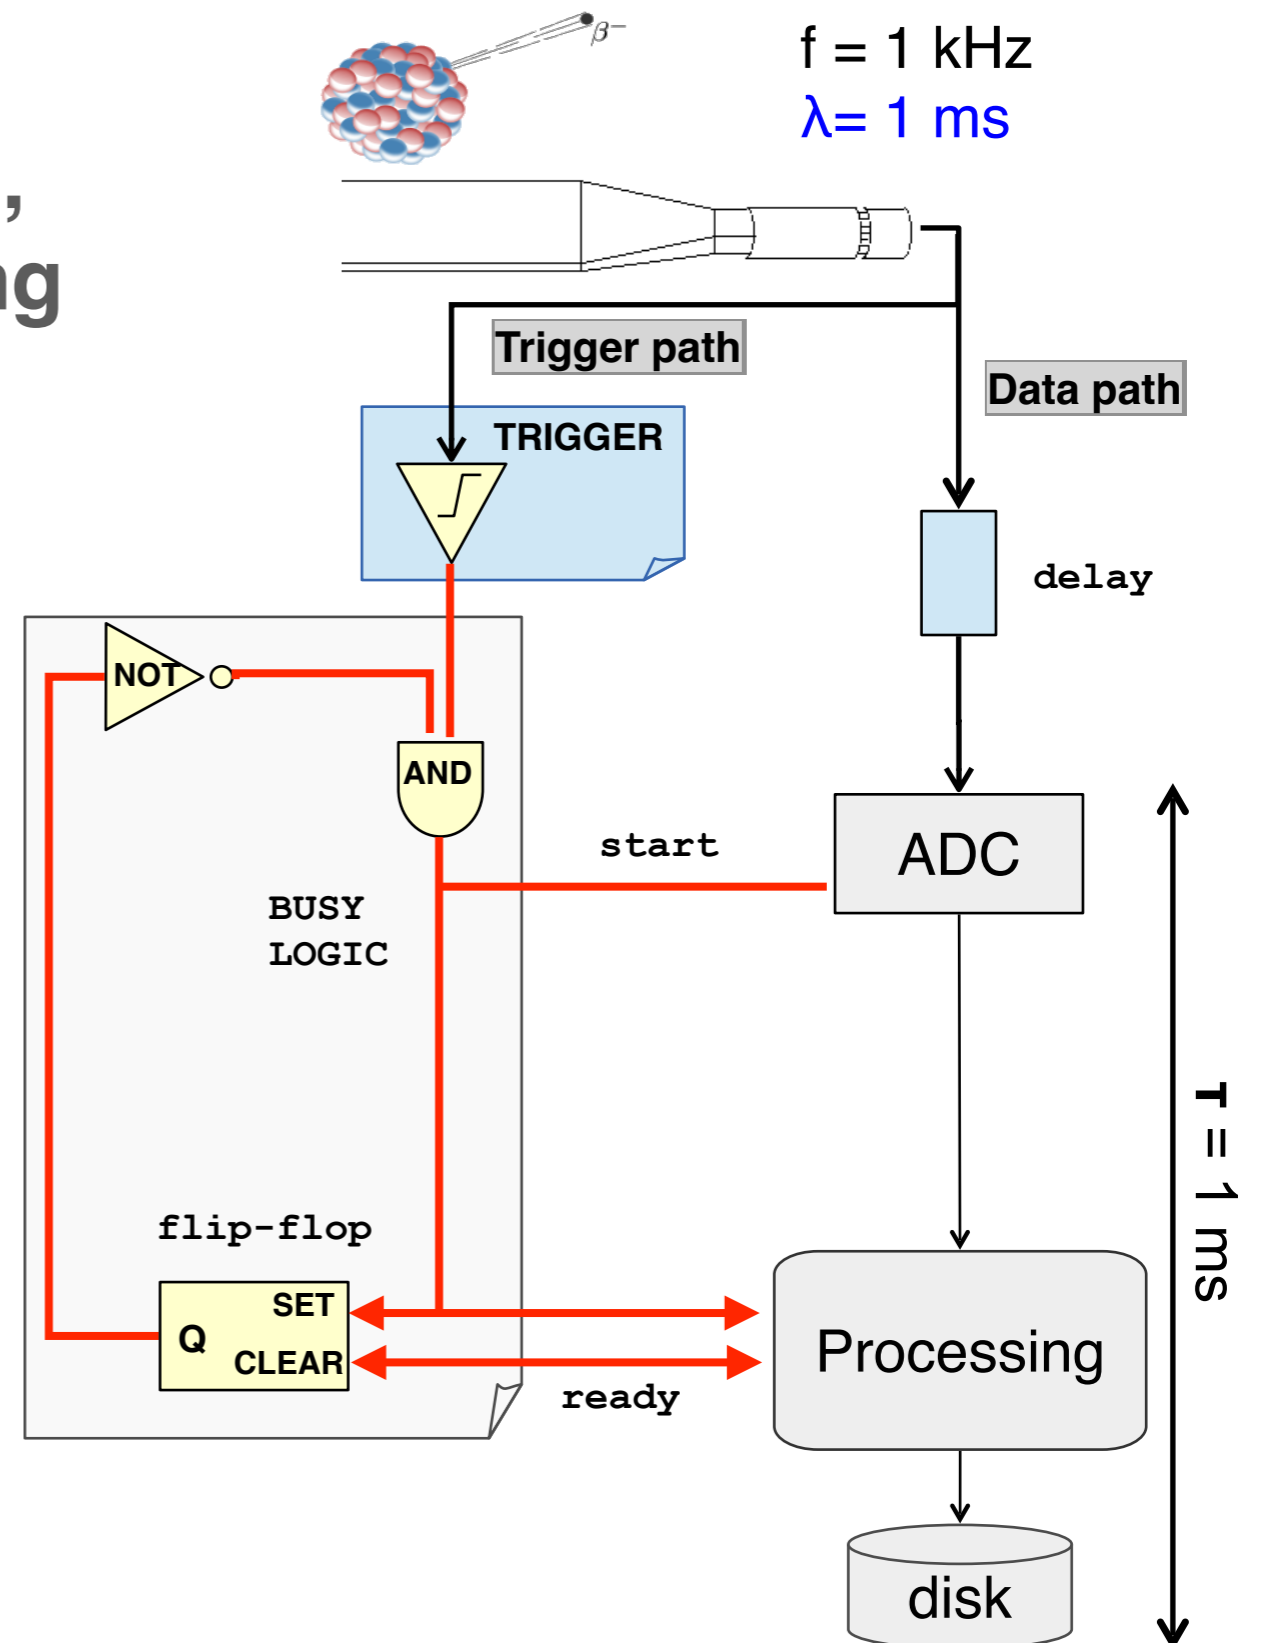 β−
f = 1 kHz
λ= 1 ms
,
ng
Trigger path
Data path
TRIGGER
delay
NOT
AND
start
ADC
BUSY
LOGIC
τ = 1 ms
flip-flop
SET
Q
CLEAR
Processing
ready
disk